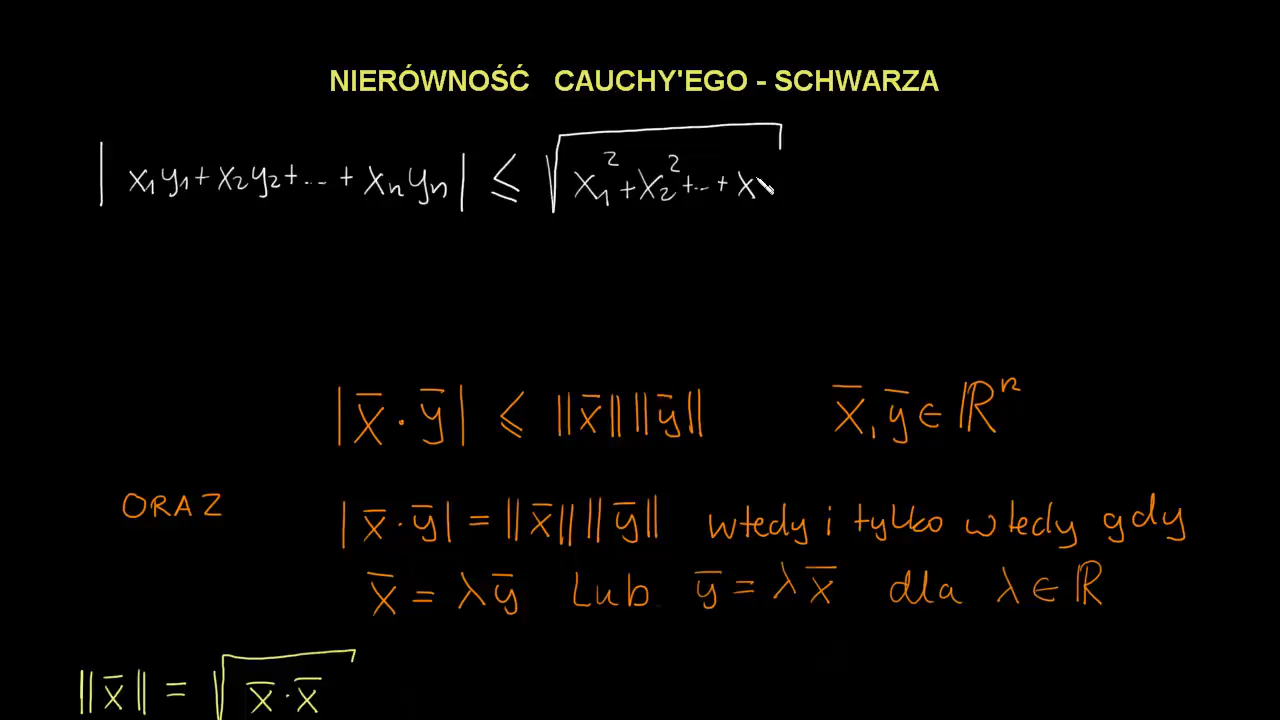 NIERÓWNOŚĆ CAUCHY'EGO - SCHWARZA
|x₁y₁+x₂y₂+...+xₙyₙ| ⩽ √x₁²+x₂²+...+x
|x̄·ȳ| ⩽ ||x̄|| ||ȳ|| x̄,ȳ∈ℝⁿ
ORAZ |x̄·ȳ| = ||x̄|| ||ȳ|| wtedy i tylko wtedy gdy
x̄ = λȳ Lub ȳ = λx̄ dla λ∈ℝ
||x̄|| = √x̄·x̄